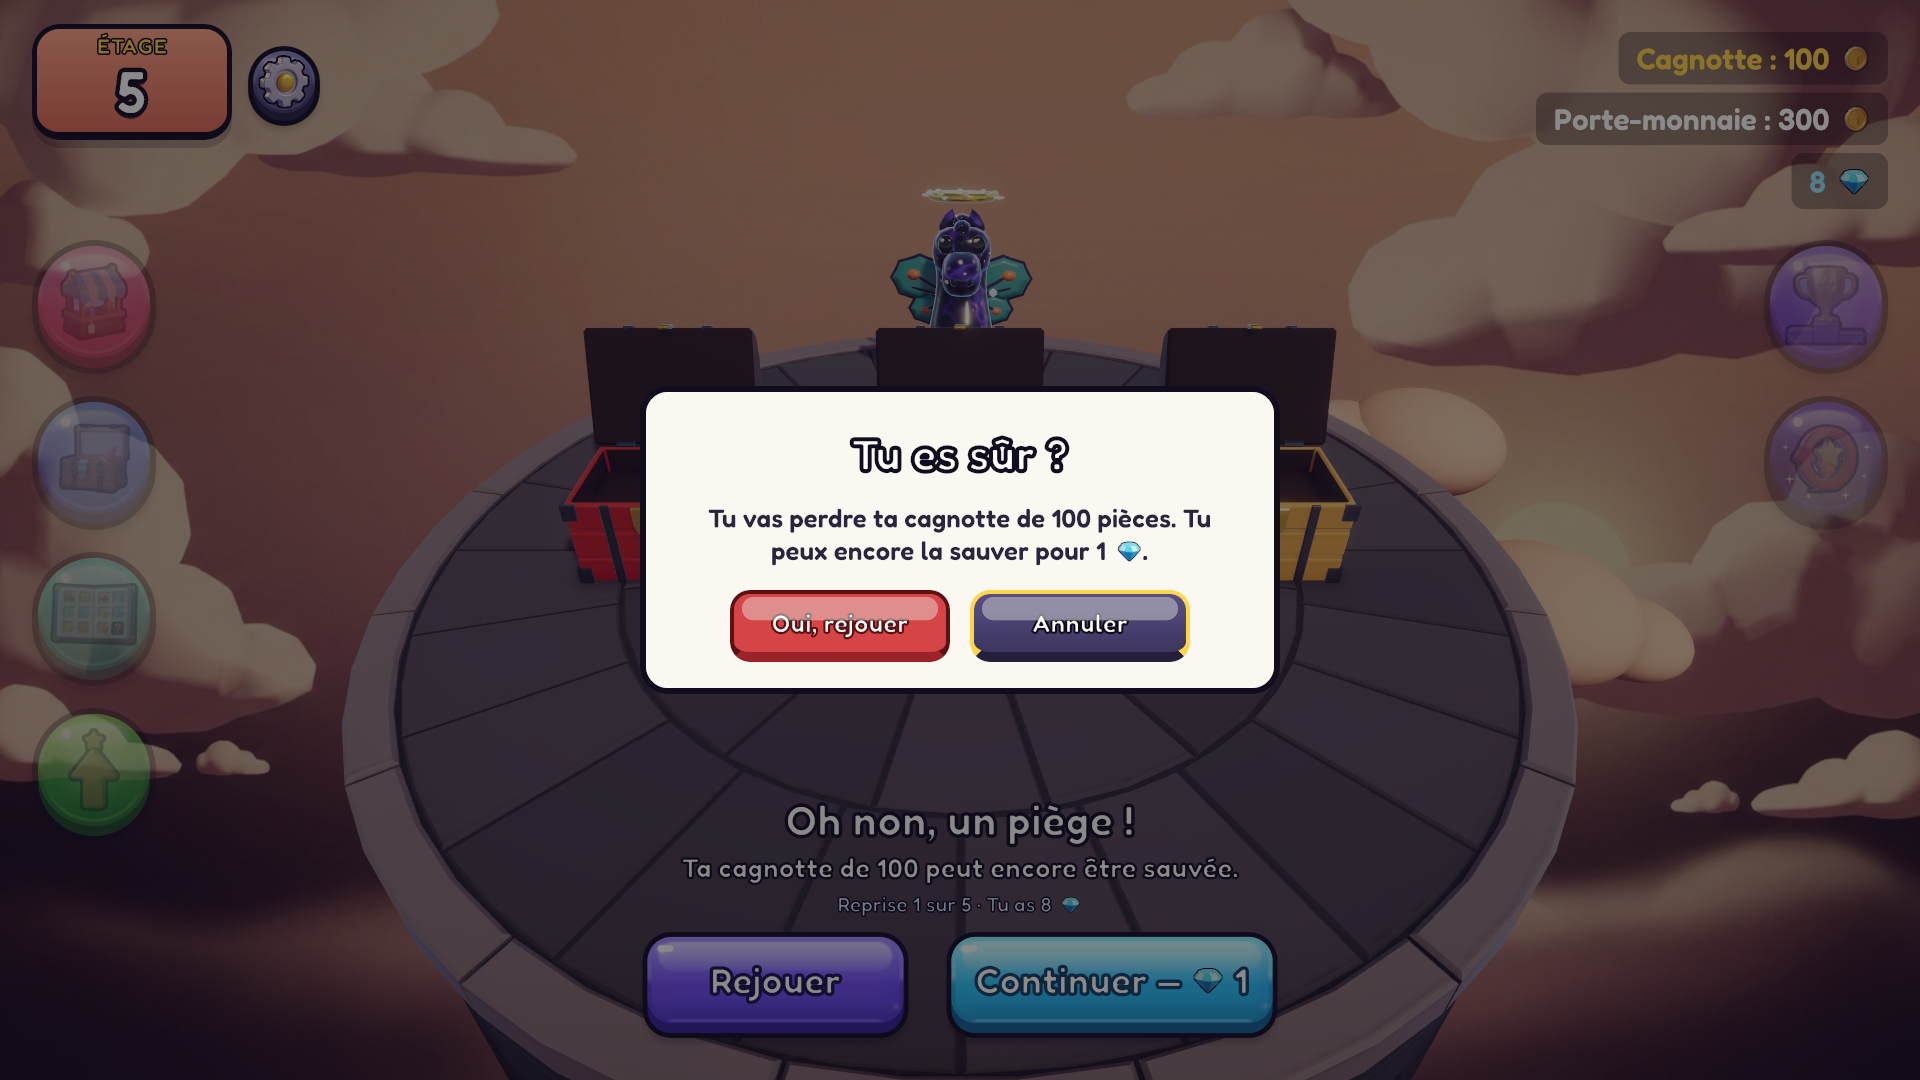 ÉTAGE
5
Cagnotte : 100
Porte-monnaie : 300
8
Tu es sûr ?
Tu vas perdre ta cagnotte de 100 pièces. Tu
peux encore la sauver pour 1 .
Oui, rejouer
Annuler
Oh non, un piège !
Ta cagnotte de 100 peut encore être sauvée.
Reprise 1 sur 5 · Tu as 8
Rejouer
Continuer – 1